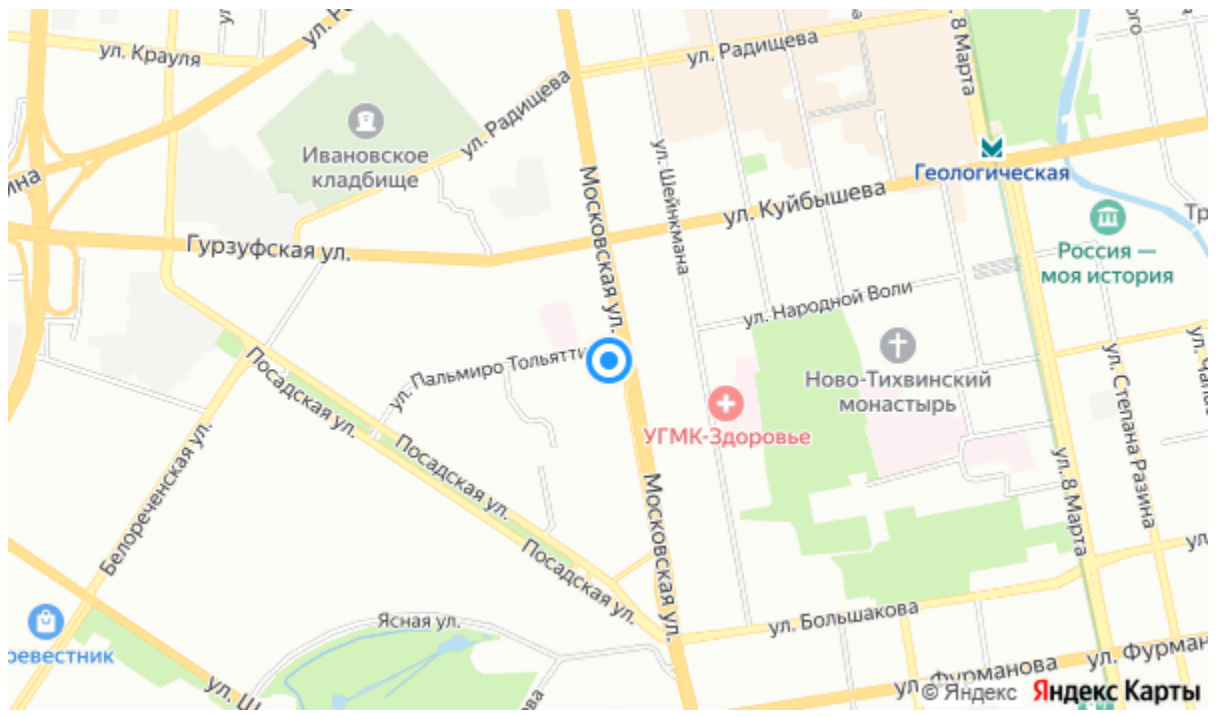 ул. Крауля
ул. Радищева
ул. 8 Марта
ул. Радищева
Ивановское
кладбище
ул. Шейнкмана
Геологическая
Московская ул.
ул. Куйбышева
Гурзуфская ул.
Россия —
моя история
ул. Народной Воли
ул. Пальмиро Тольятти
Ново-Тихвинский
монастырь
УГМК-Здоровье
Посадская ул.
ул. Степана Разина
Белореченская ул.
Посадская ул.
ул. 8 Марта
Московская ул.
Посадская ул.
Ясная ул.
ул. Большакова
ул. Фурманова
© Яндекс Яндекс Карты